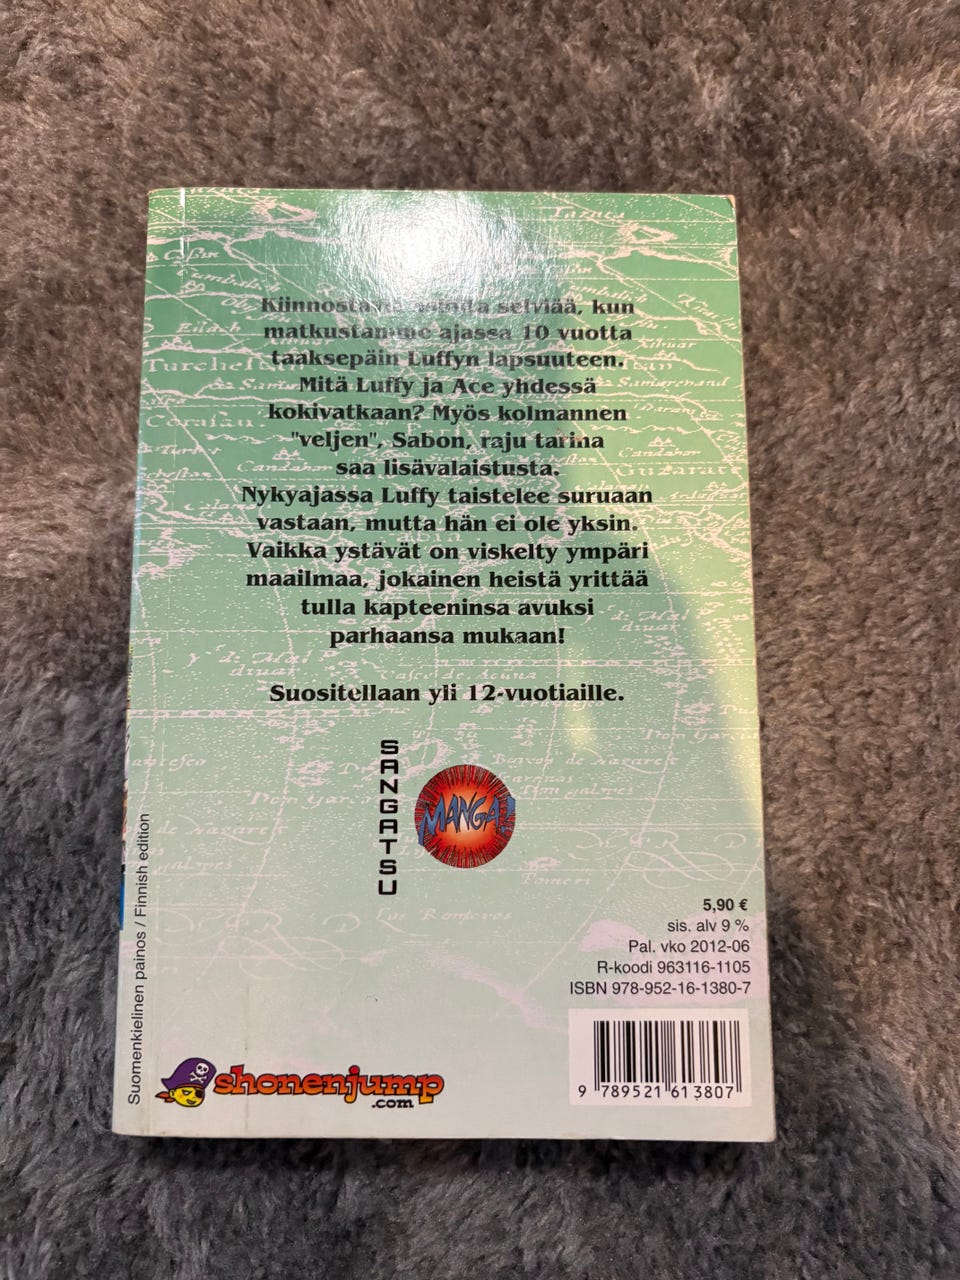 Kiinnostavia asioita selviää, kun
matkustamme ajassa 10 vuotta
taaksepäin Luffyn lapsuuteen.
Mitä Luffy ja Ace yhdessä
kokivatkaan? Myös kolmannen
"veljen", Sabon, raju tarina
saa lisävalaistusta.
Nykyajassa Luffy taistelee suruaan
vastaan, mutta hän ei ole yksin.
Vaikka ystävät on viskelty ympäri
maailmaa, jokainen heistä yrittää
tulla kapteeninsa avuksi
parhaansa mukaan!
Suositellaan yli 12-vuotiaille.
SANGATSU
MANGA!
Suomenkielinen painos / Finnish edition
5,90 €
sis. alv 9 %
Pal. vko 2012-06
R-koodi 963116-1105
ISBN 978-952-16-1380-7
shonenjump
.com
9 789521 613807